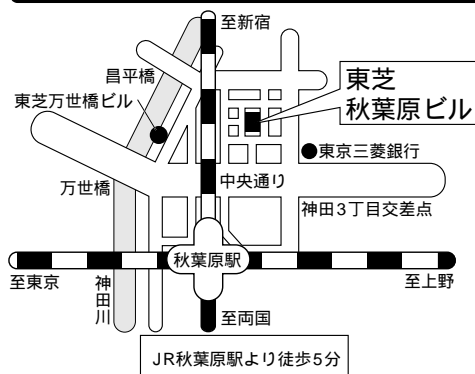 至新宿
昌平橋
東芝万世橋ビル
東芝
秋葉原ビル
東京三菱銀行
万世橋
中央通り
神田3丁目交差点
秋葉原駅
至東京
神田川
至上野
至両国
JR秋葉原駅より徒歩5分